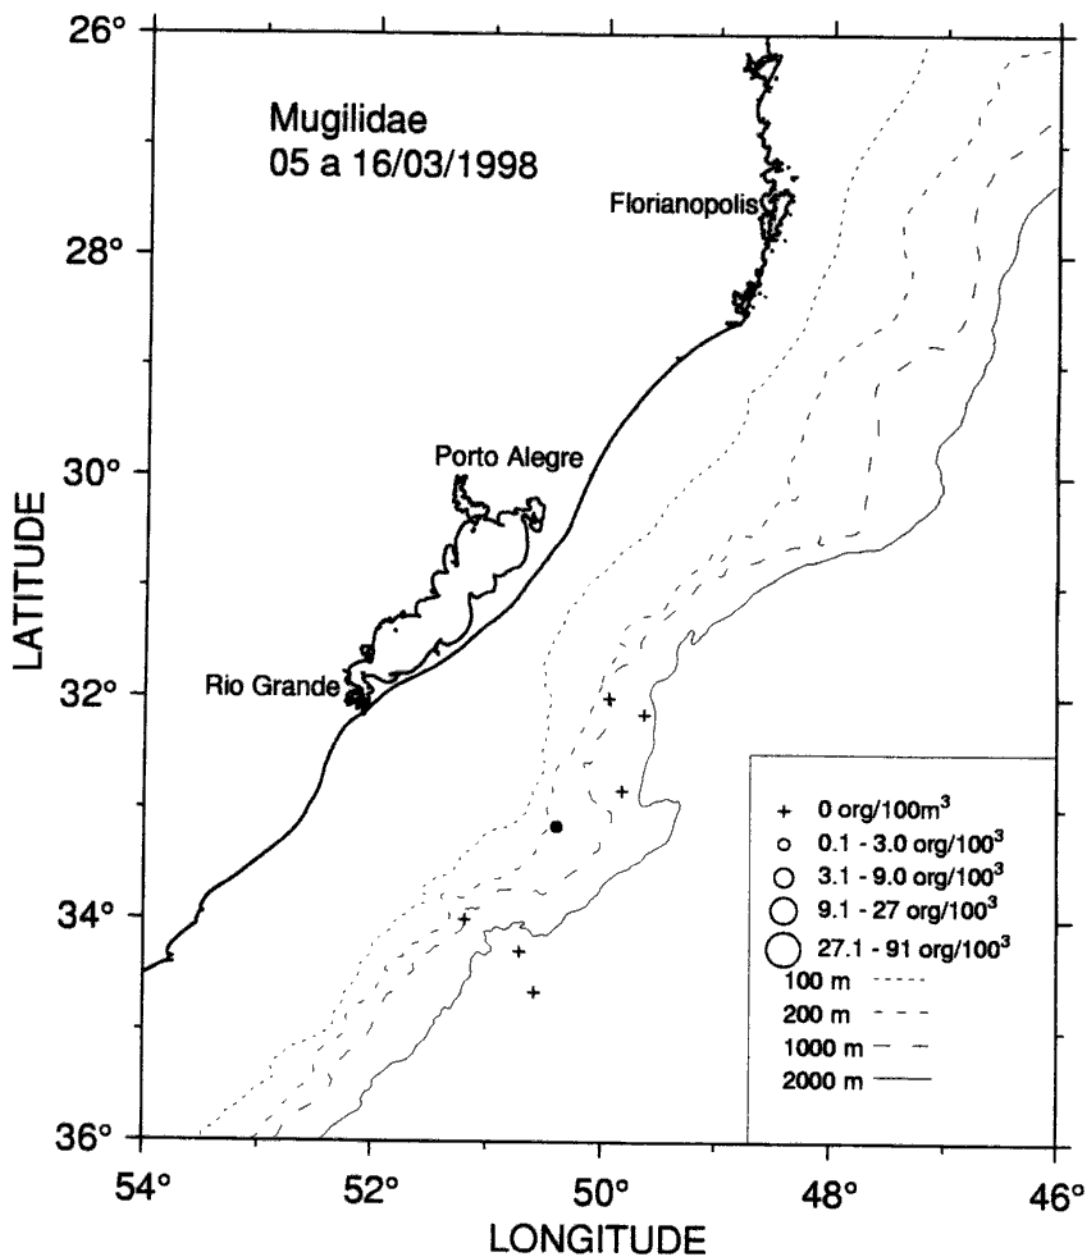 26°
Mugilidae
05 a 16/03/1998
Florianopolis
28°
Porto Alegre
30°
LATITUDE
Rio Grande
32°
+ 0 org/100m³
0.1 - 3.0 org/100³
3.1 - 9.0 org/100³
34°
9.1 - 27 org/100³
27.1 - 91 org/100³
100 m
200 m
1000 m
2000 m
36°
54° 52° 50° 48° 46°
LONGITUDE